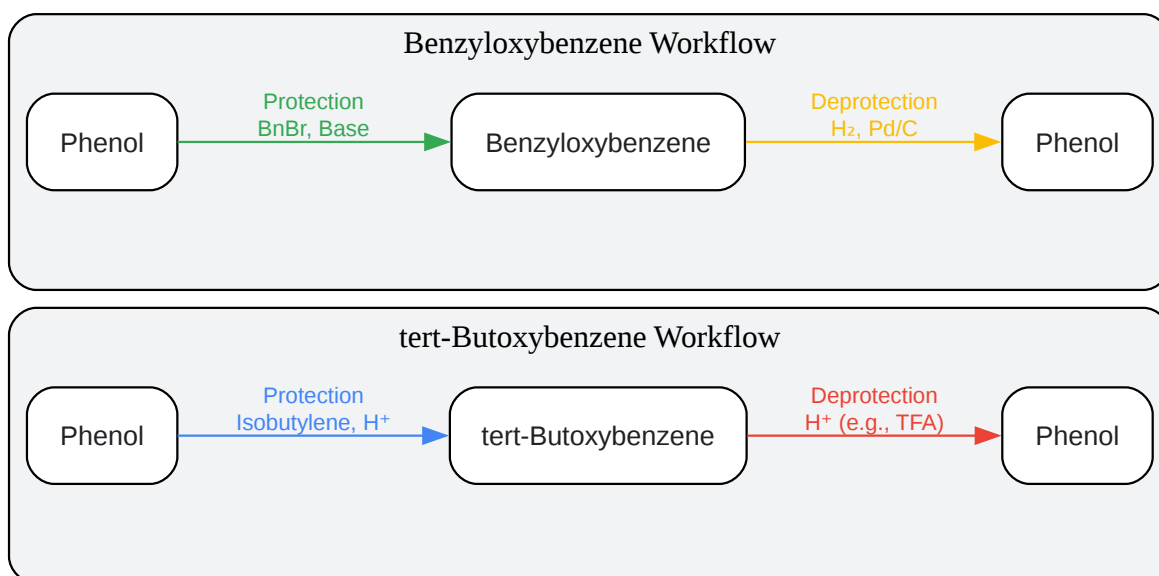 Benzyloxybenzene Workflow
Phenol
Protection
BnBr, Base
Benzyloxybenzene
Deprotection
H₂, Pd/C
Phenol
tert-Butoxybenzene Workflow
Phenol
Protection
Isobutylene, H⁺
tert-Butoxybenzene
Deprotection
H⁺ (e.g., TFA)
Phenol